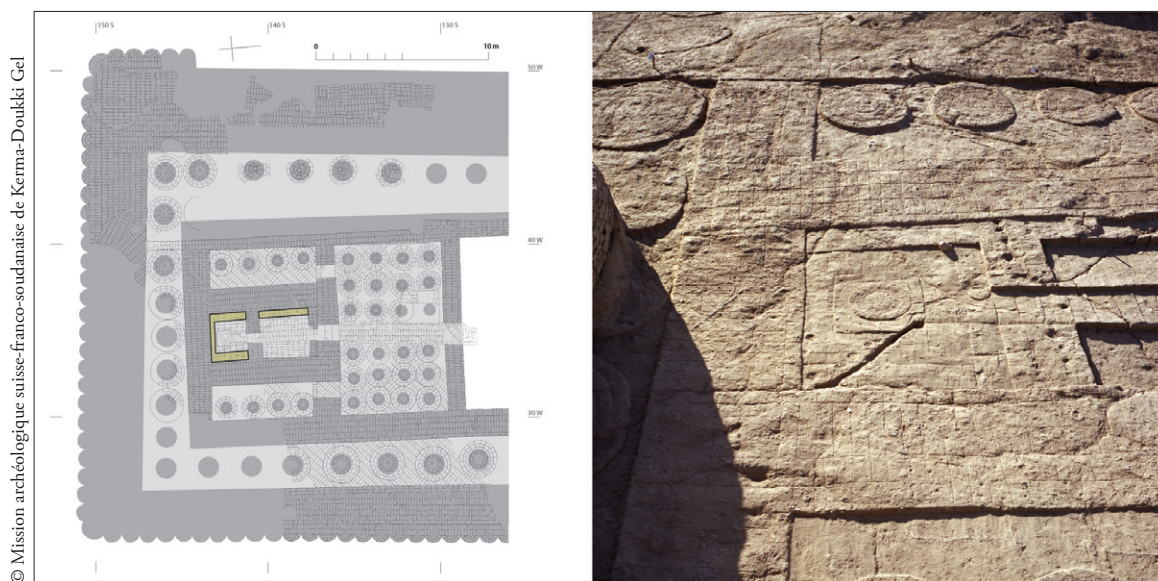 © Mission archéologique suisse-franco-soudanaise de Kerma-Doukki Gel
150 S
140 S
130 S
0
10 m
50 W
40 W
30 W